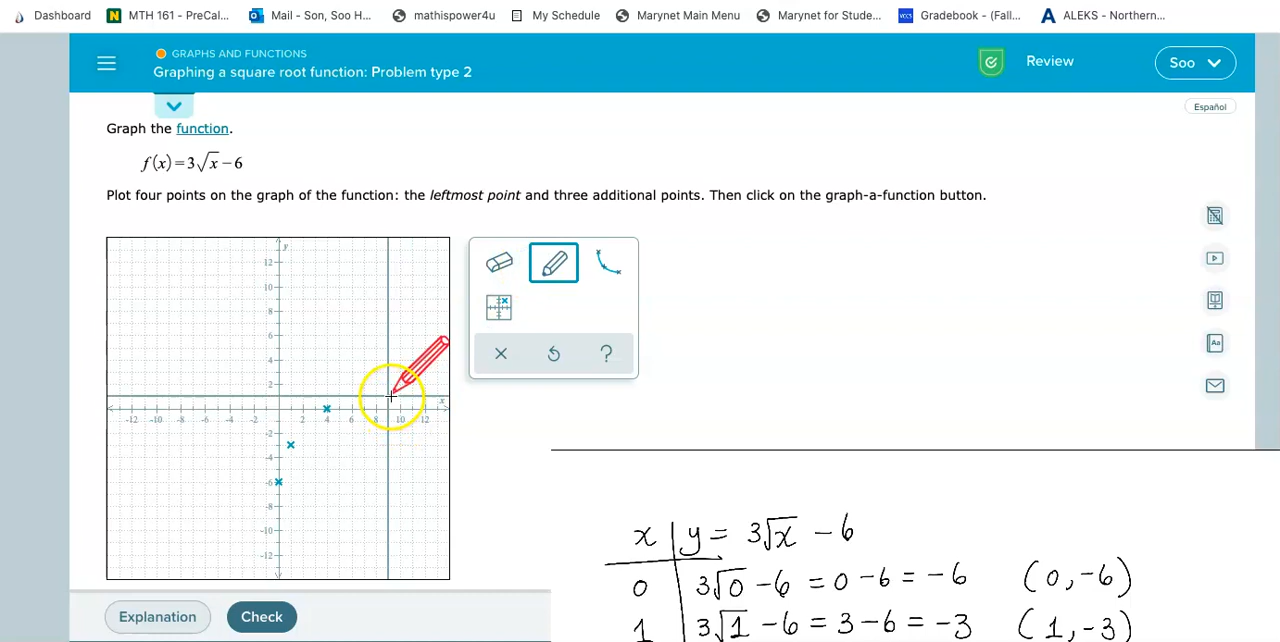 Dashboard MTH 161 - PreCal... Mail - Son, Soo H... mathispower4u My Schedule Marynet Main Menu Marynet for Stude... VCCS Gradebook - (Fall... ALEKS - Northern...
GRAPHS AND FUNCTIONS
Graphing a square root function: Problem type 2
Review
Soo
Español
Graph the function.
f(x)=3√x−6
Plot four points on the graph of the function: the leftmost point and three additional points. Then click on the graph-a-function button.
y
12
10
8
6
4
2
x
-12 -10 -8 -6 -4 -2 2 4 6 8 10 12
-2
-4
-6
-8
-10
-12
?
Aa
x | y = 3√x − 6
0 | 3√0 − 6 = 0 − 6 = −6 (0, −6)
1 | 3√1 − 6 = 3 − 6 = −3 (1, −3)
Explanation Check